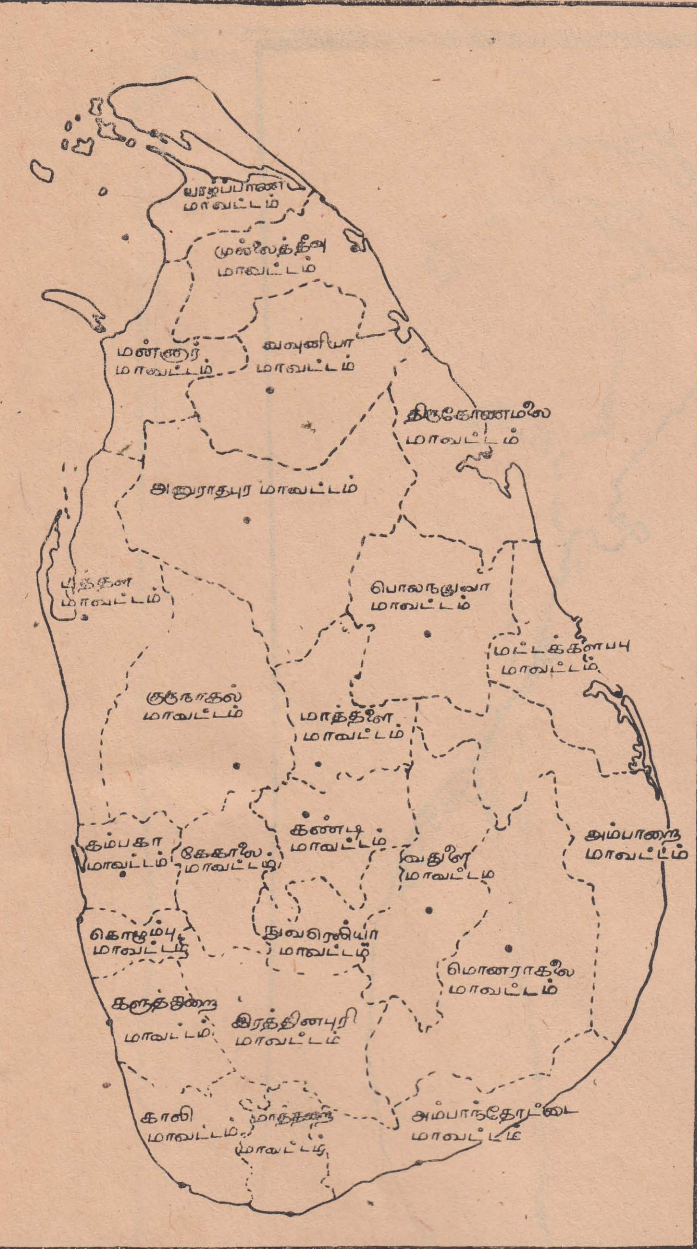 யாழ்ப்பாண
மாவட்டம்
முல்லைத்தீவு
மாவட்டம்
மன்னார்
மாவட்டம்
வவுனியா
மாவட்டம்
திருகோணமலை
மாவட்டம்
அனுராதபுர மாவட்டம்
புத்தள
மாவட்டம்
பொலநறுவா
மாவட்டம்
மட்டக்களப்பு
மாவட்டம்
குருநாகல்
மாவட்டம்
மாத்தளை
மாவட்டம்
கம்பகா
மாவட்டம்
கேகாலை
மாவட்டம்
கண்டி
மாவட்டம்
வதுளை
மாவட்டம்
அம்பாறை
மாவட்டம்
கொழும்பு
மாவட்டம்
நுவரெலியா
மாவட்டம்
மொனராகலை
மாவட்டம்
களுத்துறை
மாவட்டம்
இரத்தினபுரி
மாவட்டம்
காலி
மாவட்டம்
மாத்தறை
மாவட்டம்
அம்பாந்தோட்டை
மாவட்டம்